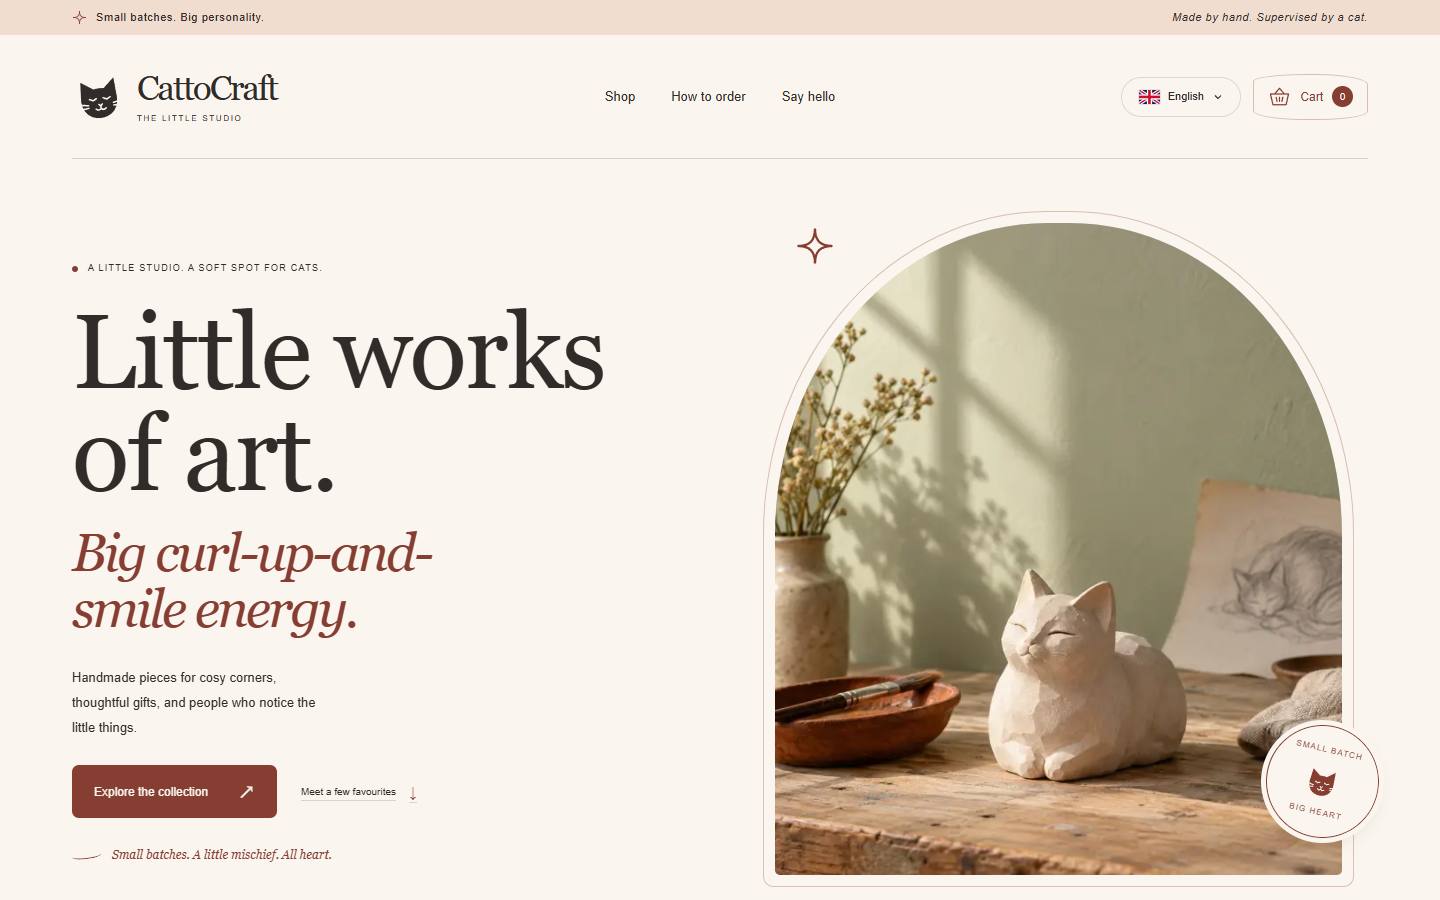 Small batches. Big personality.
Made by hand. Supervised by a cat.
CattoCraft
THE LITTLE STUDIO
Shop
How to order
Say hello
English
Cart
0
A LITTLE STUDIO. A SOFT SPOT FOR CATS.
Little works
of art.
Big curl-up-and-
smile energy.
Handmade pieces for cosy corners,
thoughtful gifts, and people who notice the
little things.
Explore the collection
Meet a few favourites
Small batches. A little mischief. All heart.
SMALL BATCH
BIG HEART